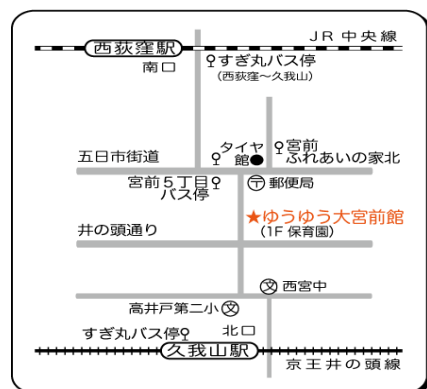 JR 中央線
西荻窪駅
南口
すぎ丸バス停
(西荻窪～久我山)
タイヤ
館
宮前
ふれあいの家北
五日市街道
宮前5丁目
バス停
〒郵便局
★ゆうゆう大宮前館
(1F 保育園)
井の頭通り
文 西宮中
高井戸第二小 文
すぎ丸バス停
北口
久我山駅
京王井の頭線